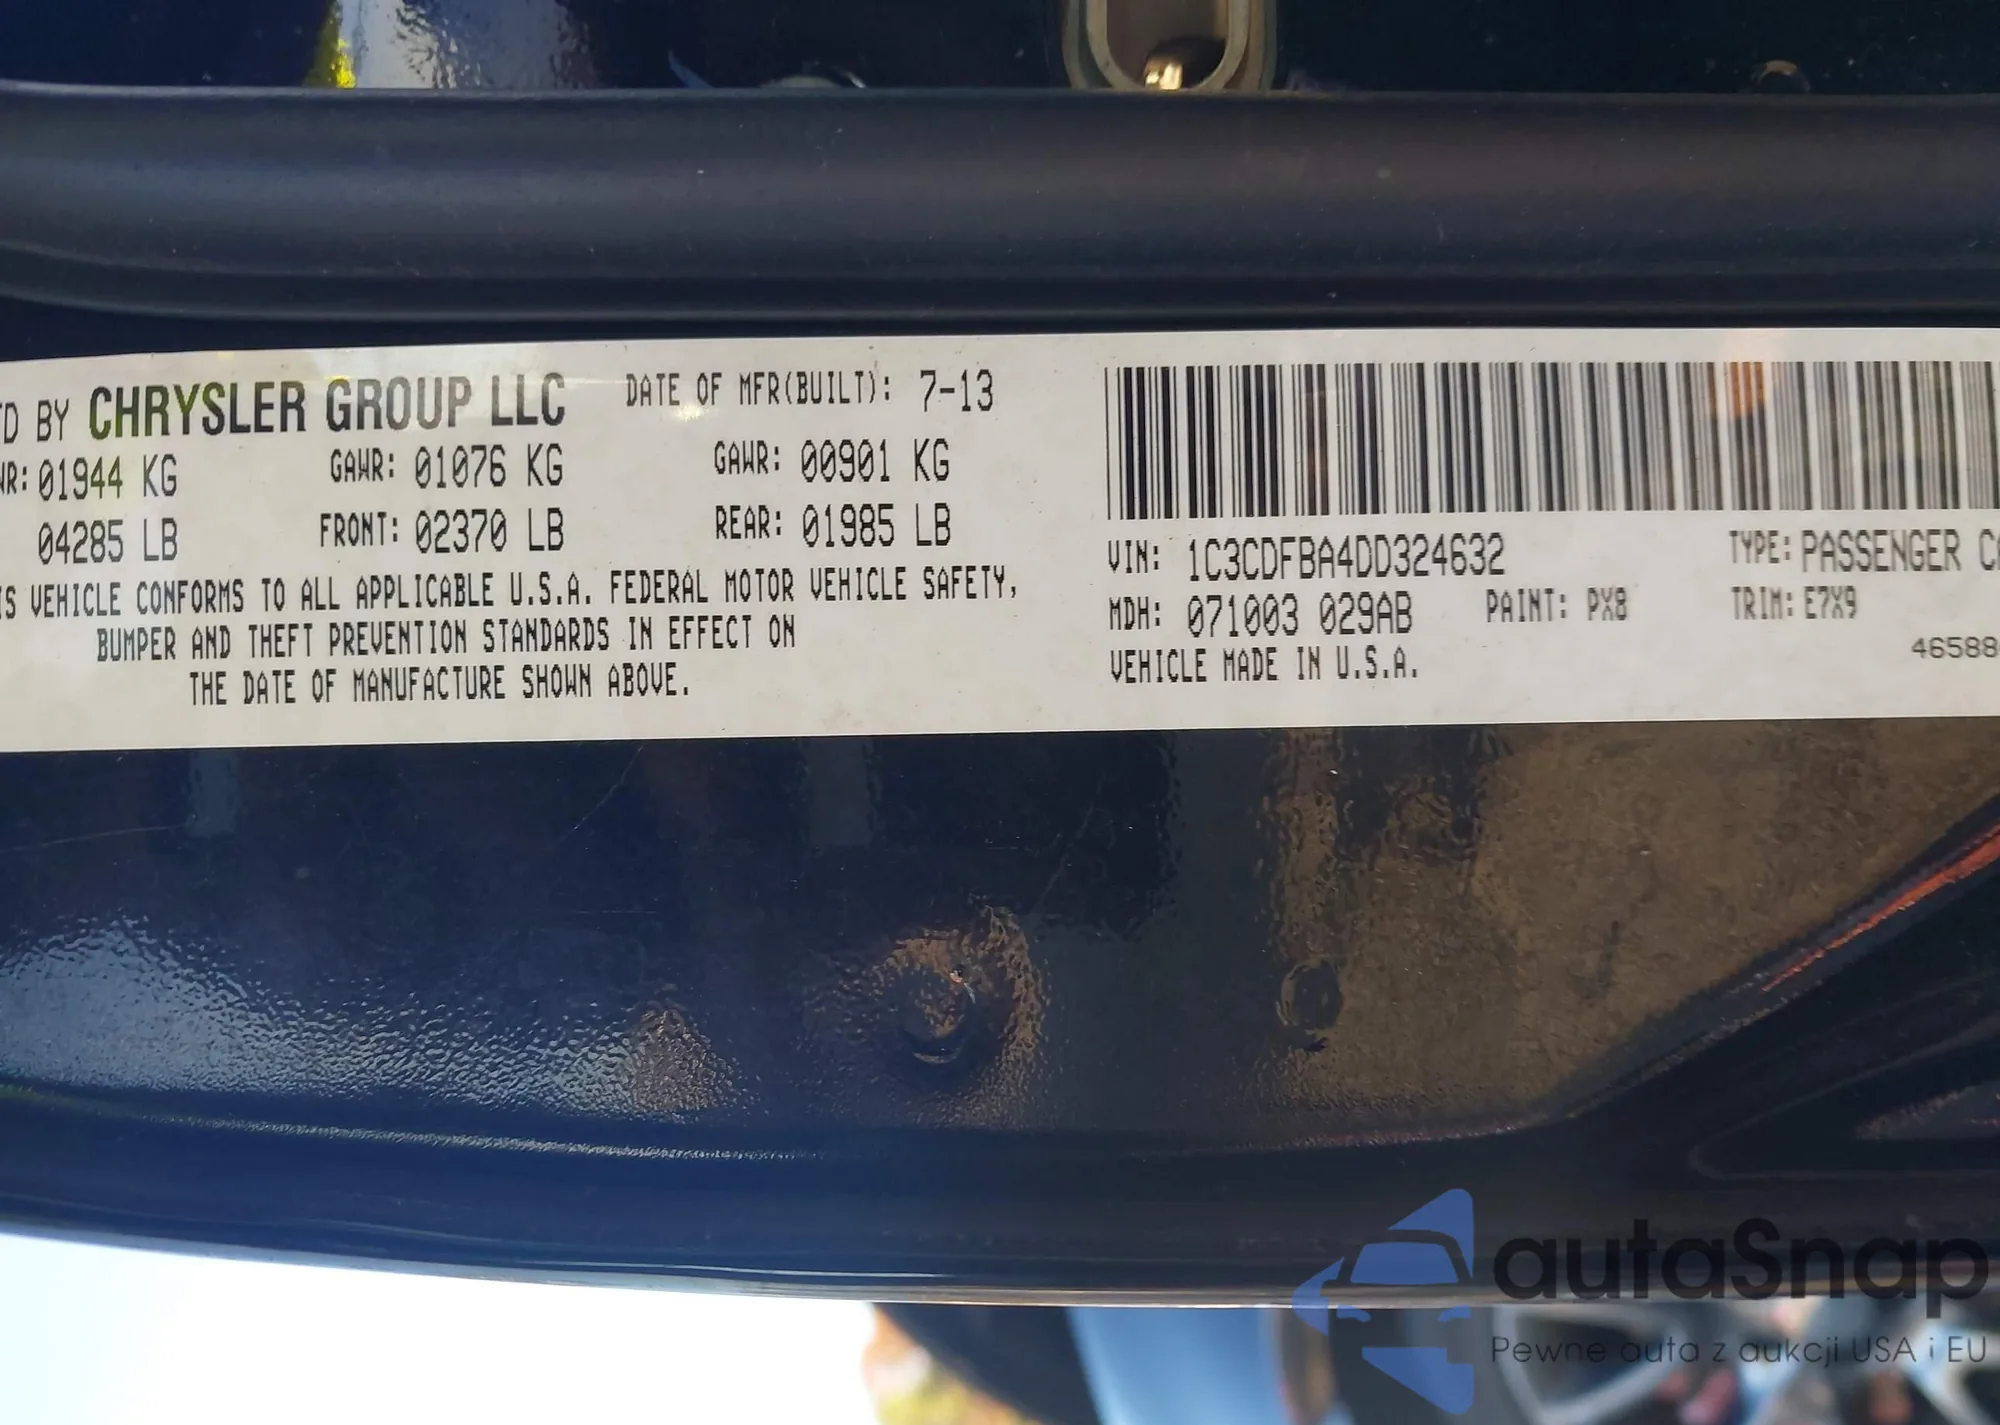 D BY CHRYSLER GROUP LLC DATE OF MFR(BUILT): 7-13
WR: 01944 KG GAWR: 01076 KG GAWR: 00901 KG
04285 LB FRONT: 02370 LB REAR: 01985 LB
IS VEHICLE CONFORMS TO ALL APPLICABLE U.S.A. FEDERAL MOTOR VEHICLE SAFETY,
BUMPER AND THEFT PREVENTION STANDARDS IN EFFECT ON
THE DATE OF MANUFACTURE SHOWN ABOVE.
VIN: 1C3CDFBA4DD324632 TYPE: PASSENGER
MDH: 071003 029AB PAINT: PX8 TRIM: E7X9
VEHICLE MADE IN U.S.A. 46588
autaSnap
Pewne auta z aukcji USA i EU